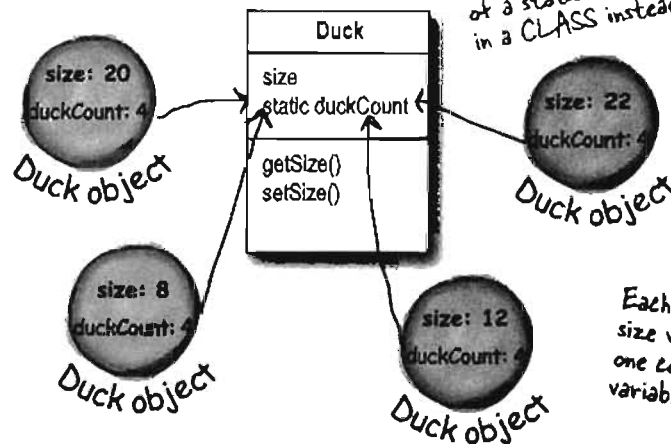 of a stat
in a CLASS instead
Duck
size
static duckCount
getSize()
setSize()
size: 20
duckCount: 4
Duck object
size: 22
duckCount: 4
Duck object
size: 8
duckCount: 4
Duck object
size: 12
duckCount: 4
Duck object
Each
size
one
variab